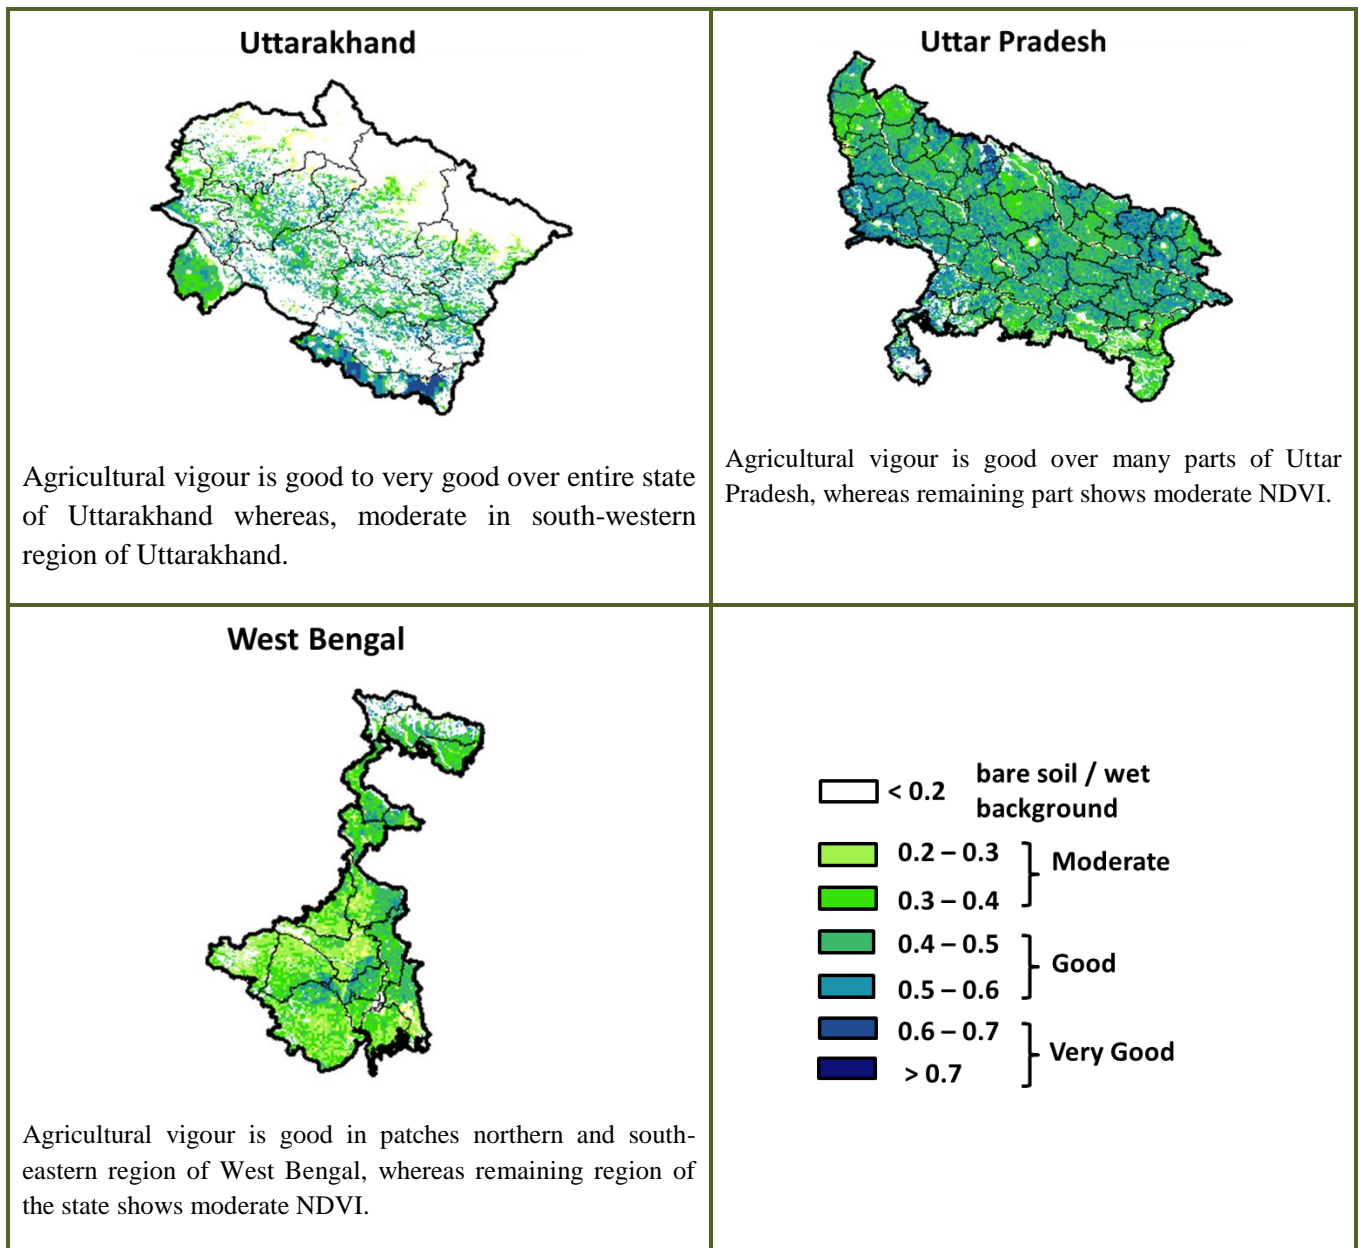 Uttarakhand
Agricultural vigour is good to very good over entire state
of Uttarakhand whereas, moderate in south-western
region of Uttarakhand.
Uttar Pradesh
Agricultural vigour is good over many parts of Uttar
Pradesh, whereas remaining part shows moderate NDVI.
West Bengal
Agricultural vigour is good in patches northern and south-
eastern region of West Bengal, whereas remaining region of
the state shows moderate NDVI.
< 0.2 bare soil / wet
background
0.2 – 0.3
Moderate
0.3 – 0.4
0.4 – 0.5
Good
0.5 – 0.6
0.6 – 0.7
Very Good
> 0.7